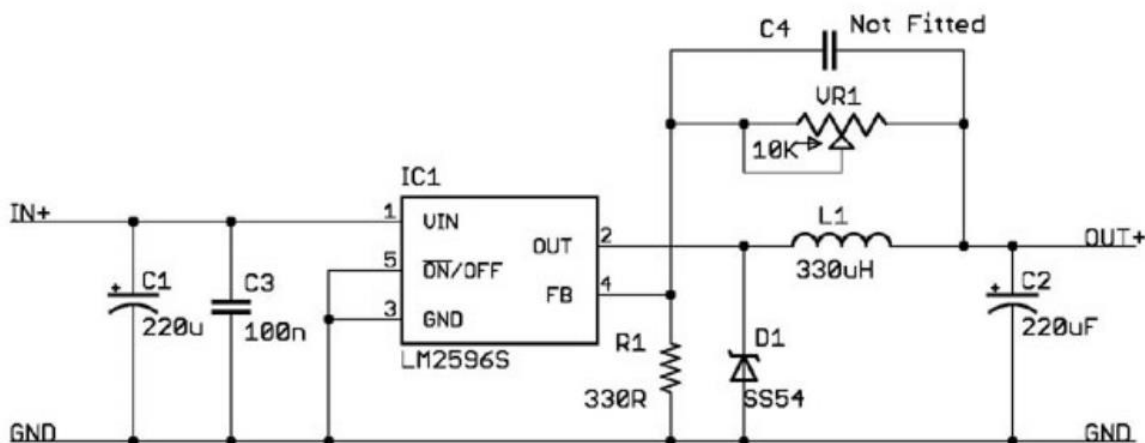 C4 Not Fitted
VR1
10K
IC1
IN+
1 VIN
5 ON/OFF
3 GND
OUT 2
FB 4
LM2596S
L1
330uH
OUT+
C1
220u
C3
100n
R1
330R
D1
SS54
C2
220uF
GND
GND